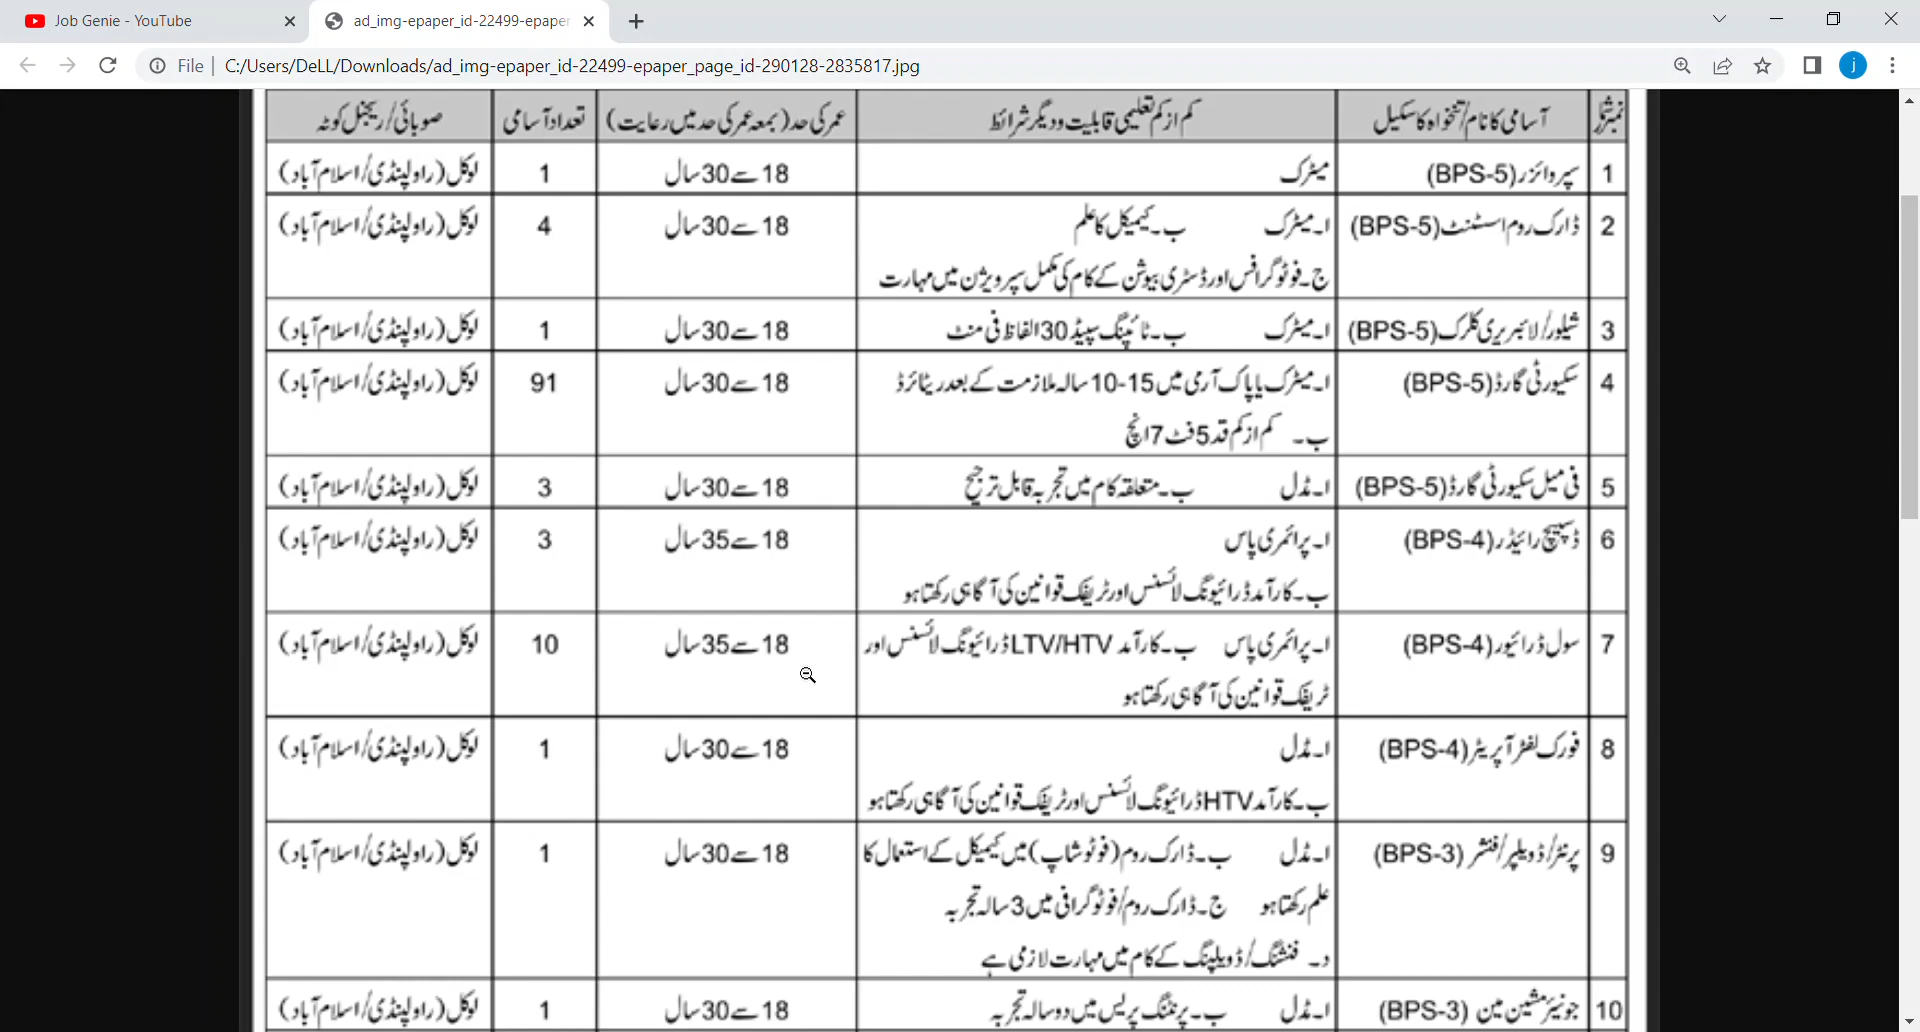 Job Genie - YouTube
ad_img-epaper_id-22499-epaper
File
C:/Users/DeLL/Downloads/ad_img-epaper_id-22499-epaper_page_id-290128-2835817.jpg
j
نمبرشمار آسامی کا نام/تنخواہ کا سکیل کم از کم تعلیمی قابلیت و دیگر شرائط عمر کی حد (بمعہ عمر کی حد میں رعایت) تعداد آسامی صوبائی/ریجنل کوٹہ
1 سپروائزر (BPS-5) میٹرک 18 سے 30 سال 1 لوکل (راولپنڈی/اسلام آباد)
2 ڈارک روم اسسٹنٹ (BPS-5) ا۔ میٹرک ب۔ کیمیکل کا علم 18 سے 30 سال 4 لوکل (راولپنڈی/اسلام آباد)
ج۔ فوٹوگرافس اور ڈسٹری بیوشن کے کام کی مکمل سپرویژن میں مہارت
3 شیلور/لائبریری کلرک (BPS-5) ا۔ میٹرک ب۔ ٹائپنگ سپیڈ 30 الفاظ فی منٹ 18 سے 30 سال 1 لوکل (راولپنڈی/اسلام آباد)
4 سکیورٹی گارڈ (BPS-5) ا۔ میٹرک یا پاک آرمی میں 15-10 سالہ ملازمت کے بعد ریٹائرڈ 18 سے 30 سال 91 لوکل (راولپنڈی/اسلام آباد)
ب۔ کم از کم قد 5 فٹ 7 انچ
5 فی میل سکیورٹی گارڈ (BPS-5) ا۔ مڈل ب۔ متعلقہ کام میں تجربہ قابل ترجیح 18 سے 30 سال 3 لوکل (راولپنڈی/اسلام آباد)
6 ڈسپیچ رائیڈر (BPS-4) ا۔ پرائمری پاس 18 سے 35 سال 3 لوکل (راولپنڈی/اسلام آباد)
ب۔ کارآمد ڈرائیونگ لائسنس اور ٹریفک قوانین کی آگاہی رکھتا ہو
7 سول ڈرائیور (BPS-4) ا۔ پرائمری پاس ب۔ کارآمد LTV/HTV ڈرائیونگ لائسنس اور 18 سے 35 سال 10 لوکل (راولپنڈی/اسلام آباد)
ٹریفک قوانین کی آگاہی رکھتا ہو
8 فورک لفٹر آپریٹر (BPS-4) ا۔ مڈل 18 سے 30 سال 1 لوکل (راولپنڈی/اسلام آباد)
ب۔ کارآمد HTV ڈرائیونگ لائسنس اور ٹریفک قوانین کی آگاہی رکھتا ہو
9 پرنٹر/ڈویلپر/فنشر (BPS-3) ا۔ مڈل ب۔ ڈارک روم (فوٹوشاپ) میں کیمیکل کے استعمال کا 18 سے 30 سال 1 لوکل (راولپنڈی/اسلام آباد)
علم رکھتا ہو ج۔ ڈارک روم/فوٹوگرافی میں 3 سالہ تجربہ
د۔ فنشنگ/ڈویلپنگ کے کام میں مہارت لازمی ہے
10 جونیئر مشین مین (BPS-3) ا۔ مڈل ب۔ پرنٹنگ پریس میں دو سالہ تجربہ 18 سے 30 سال 1 لوکل (راولپنڈی/اسلام آباد)